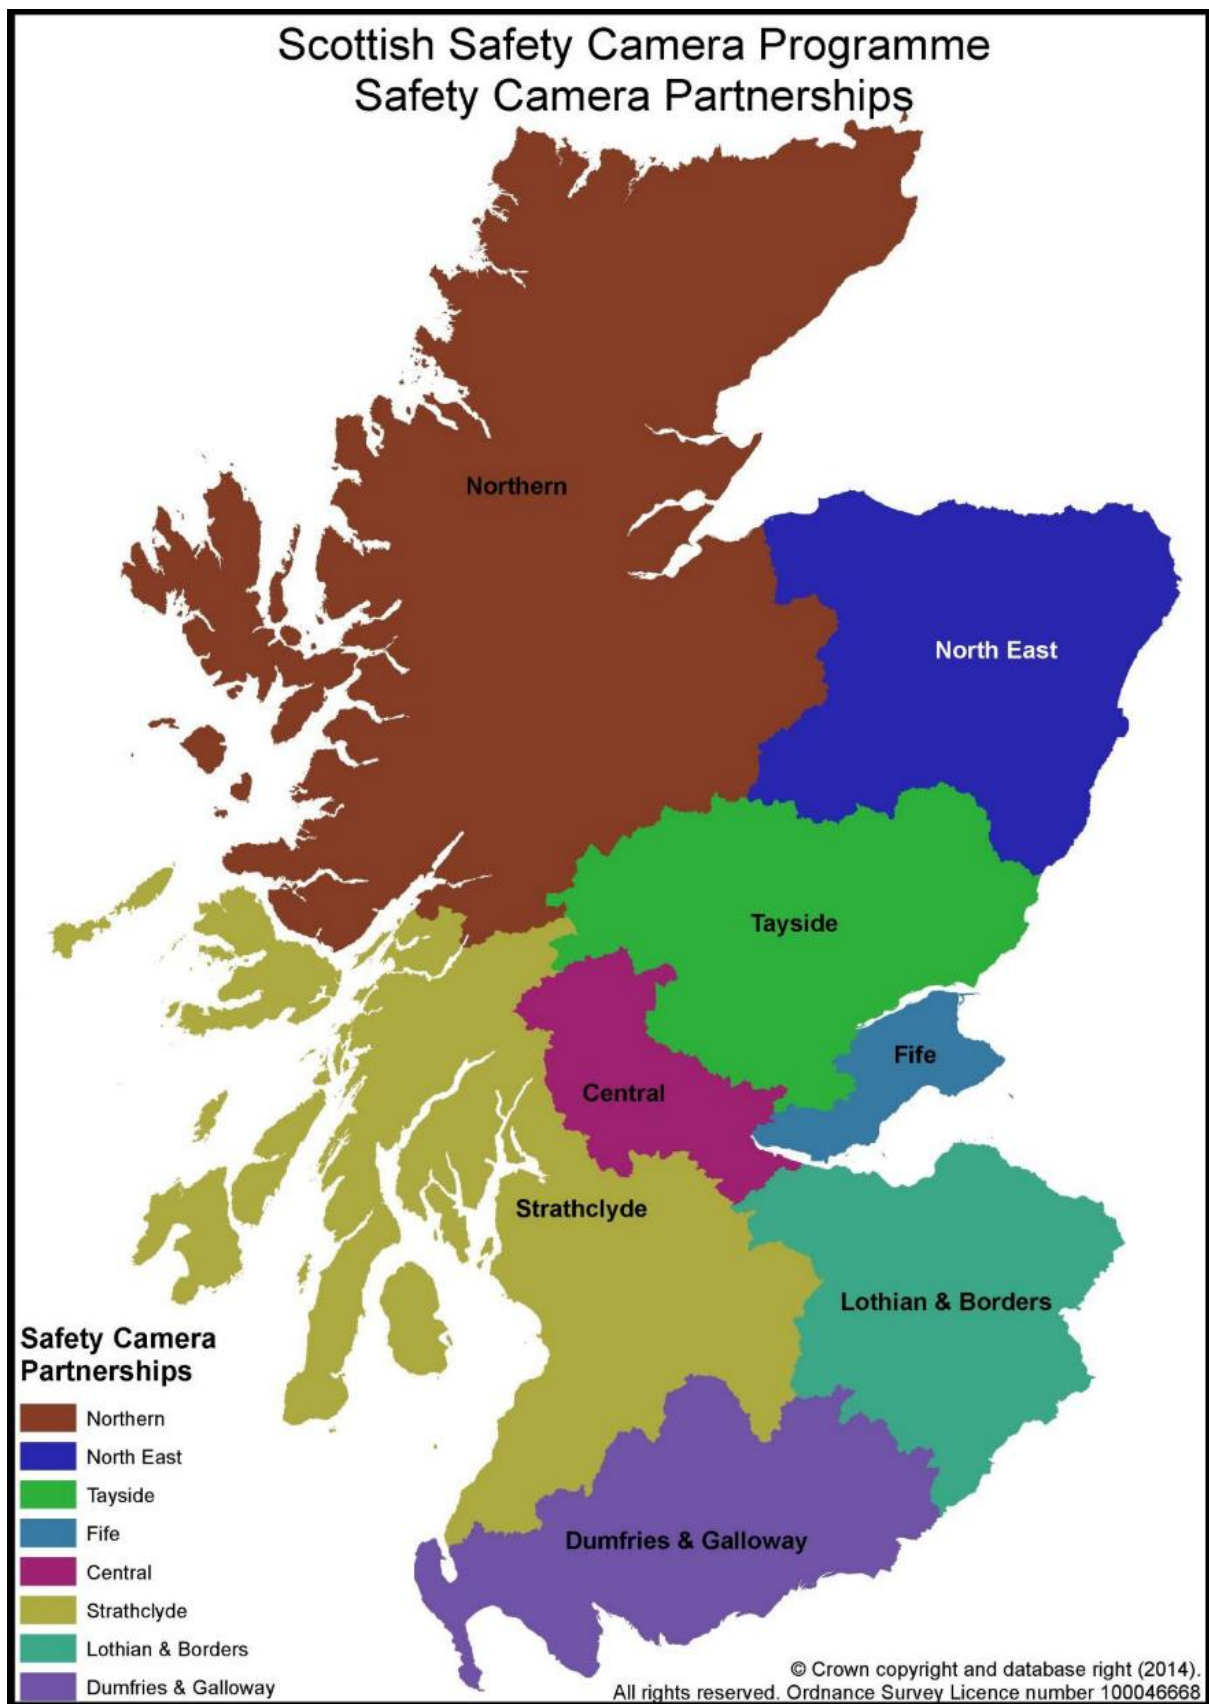 Scottish Safety Camera Programme
Safety Camera Partnerships
Northern
North East
Tayside
Fife
Central
Strathclyde
Lothian & Borders
Dumfries & Galloway
Safety Camera
Partnerships
Northern
North East
Tayside
Fife
Central
Strathclyde
Lothian & Borders
Dumfries & Galloway
© Crown copyright and database right (2014).
All rights reserved. Ordnance Survey Licence number 100046668